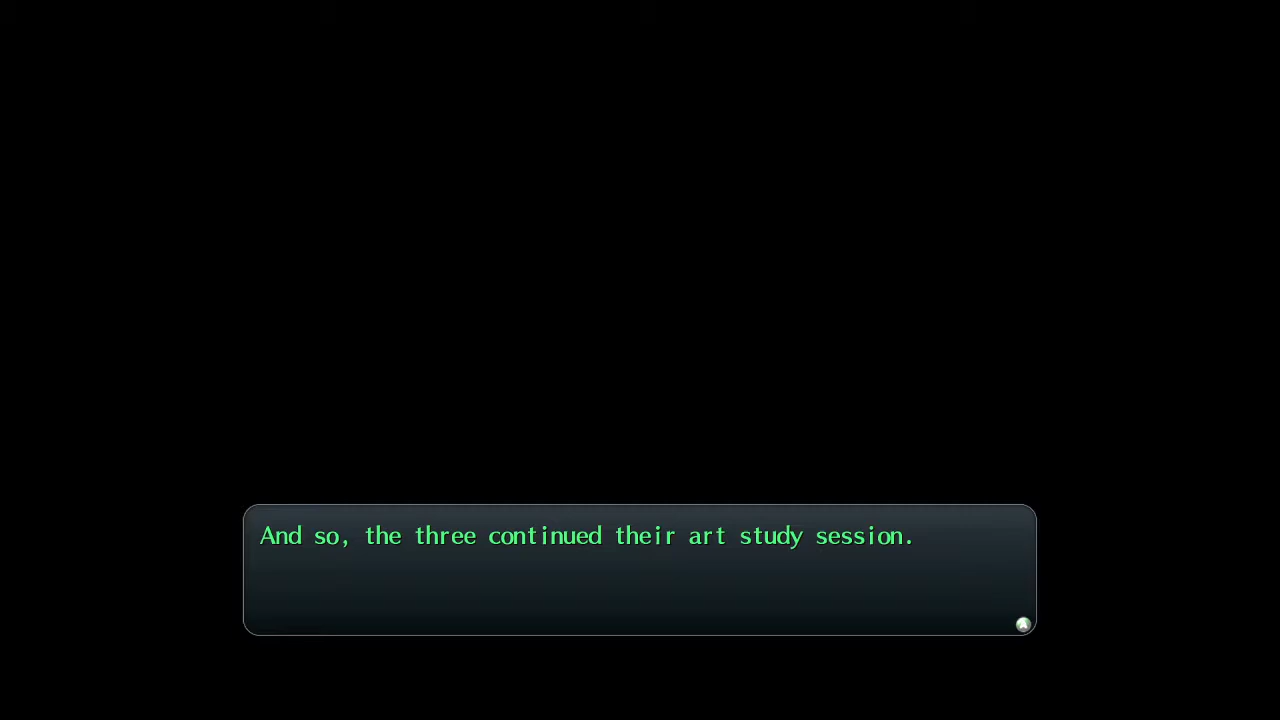 And so, the three continued their art study session.